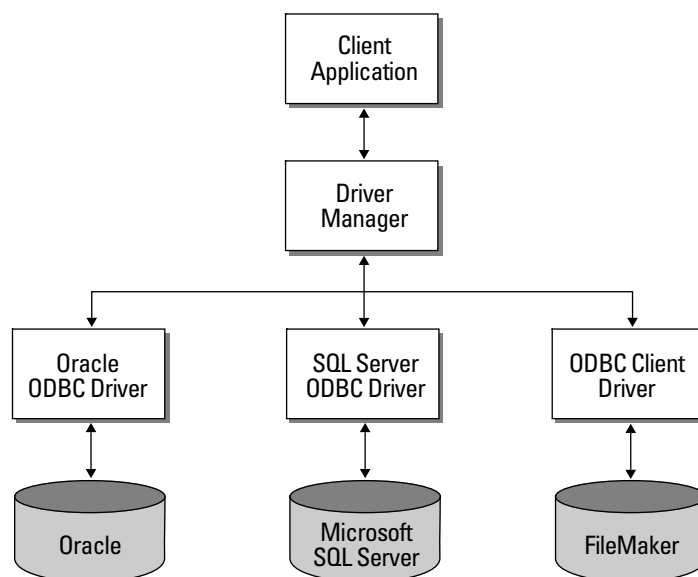 Client
Application
Driver
Manager
Oracle
ODBC Driver
SQL Server
ODBC Driver
ODBC Client
Driver
Oracle
Microsoft
SQL Server
FileMaker